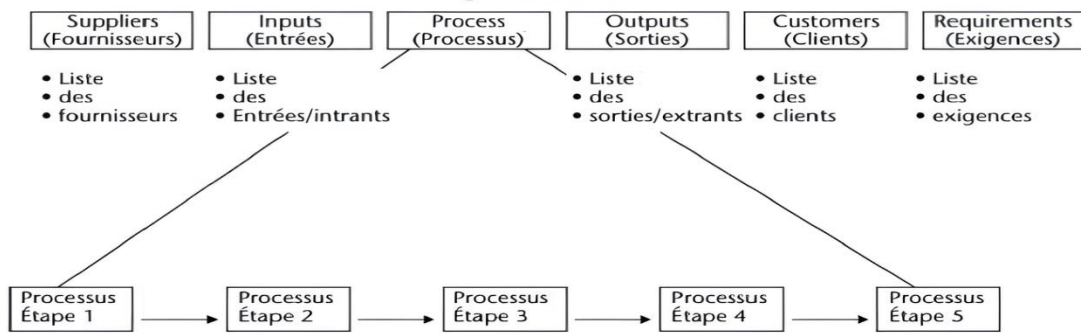 Suppliers
(Fournisseurs)
Inputs
(Entrées)
Process
(Processus)
Outputs
(Sorties)
Customers
(Clients)
Requirements
(Exigences)
• Liste
• des
• fournisseurs
• Liste
• des
• Entrées/intrants
• Liste
• des
• sorties/extrants
• Liste
• des
• clients
• Liste
• des
• exigences
Processus
Étape 1
Processus
Étape 2
Processus
Étape 3
Processus
Étape 4
Processus
Étape 5